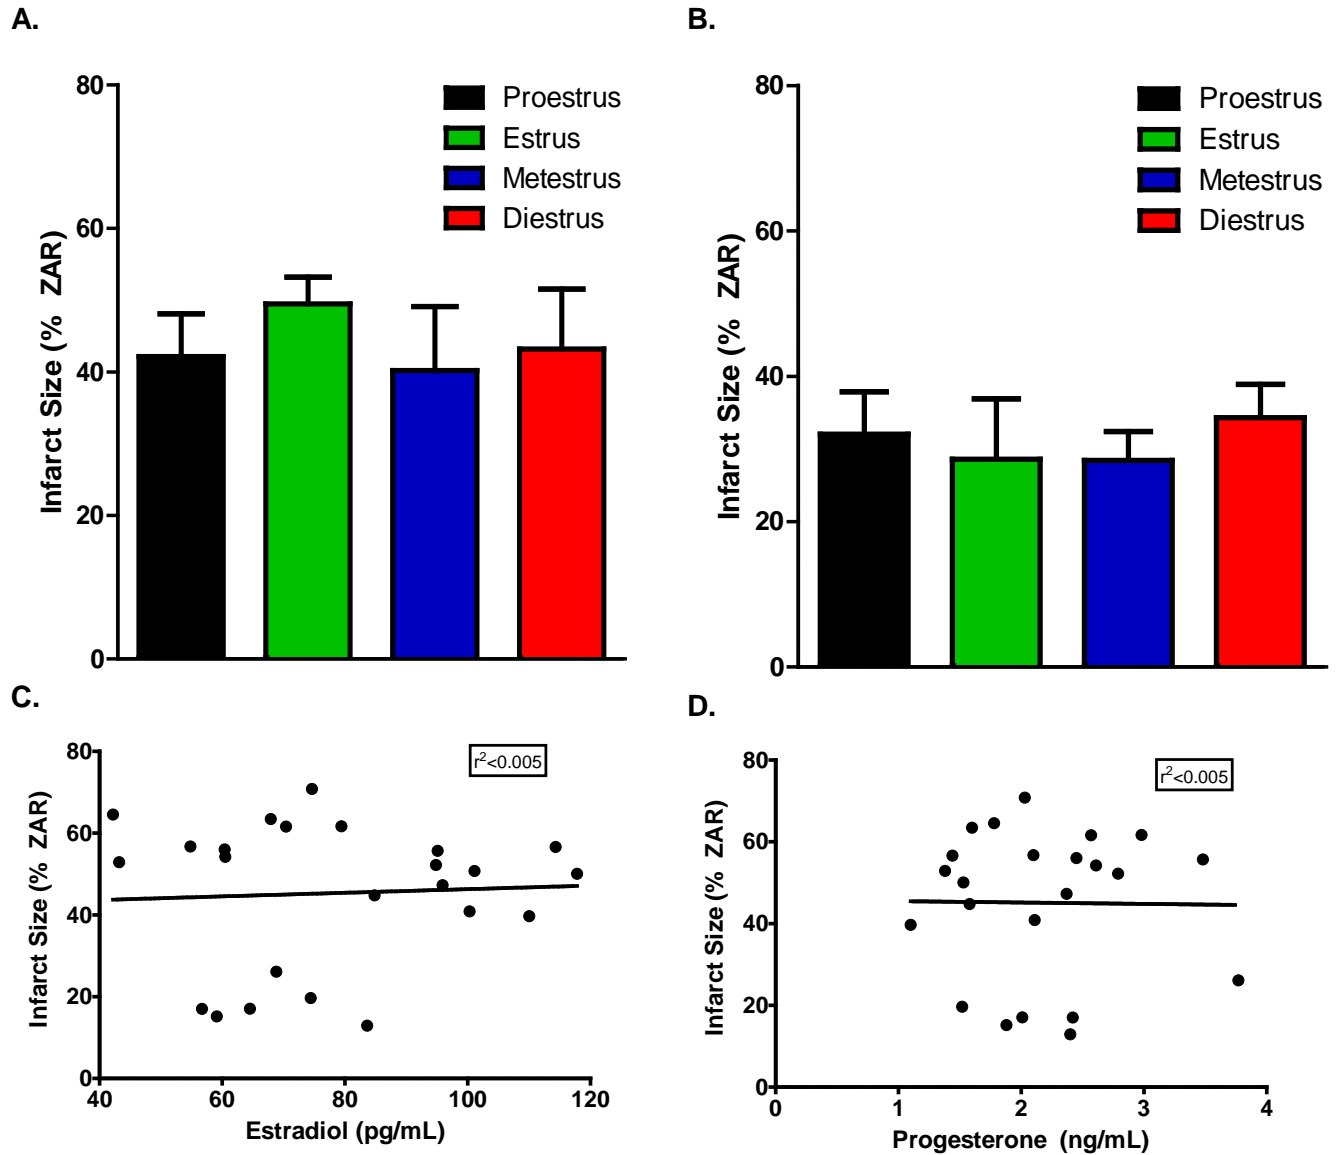 A.
80
60
40
20
0
Infarct Size (% ZAR)
Proestrus
Estrus
Metestrus
Diestrus
B.
80
60
40
20
0
Infarct Size (% ZAR)
Proestrus
Estrus
Metestrus
Diestrus
C.
80
60
40
20
0
Infarct Size (% ZAR)
r²<0.005
40 60 80 100 120
Estradiol (pg/mL)
D.
80
60
40
20
0
Infarct Size (% ZAR)
r²<0.005
0 1 2 3 4
Progesterone (ng/mL)